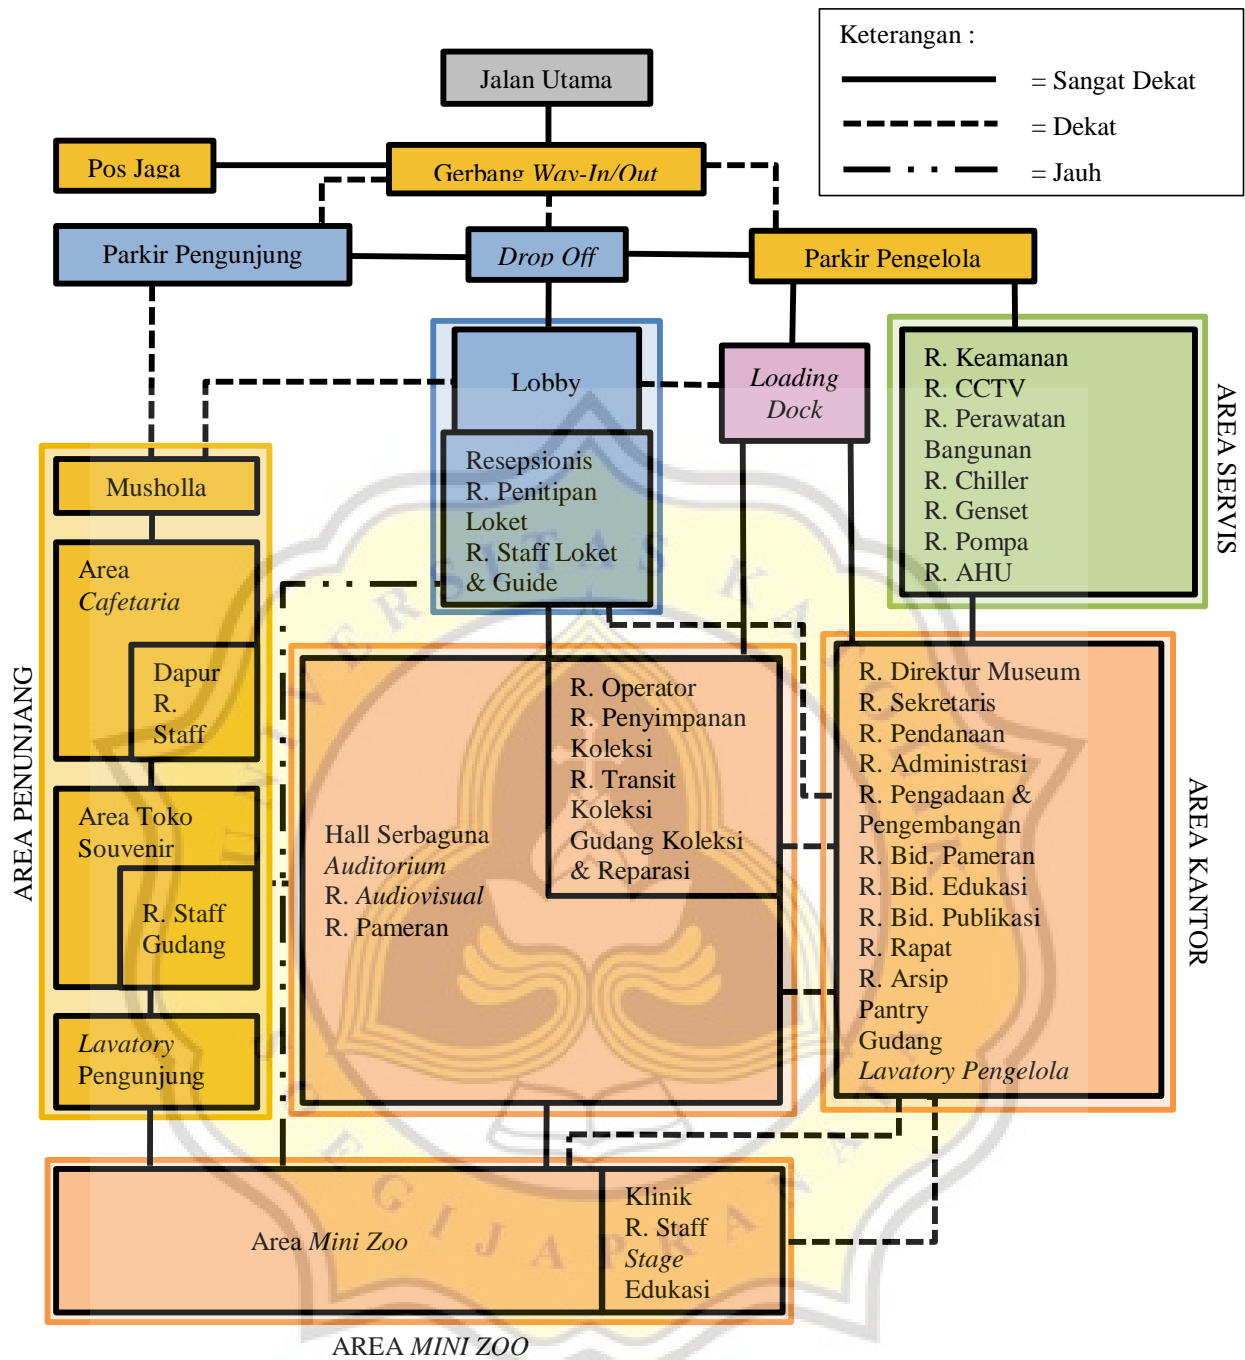 Keterangan :
= Sangat Dekat
= Dekat
= Jauh
Jalan Utama
Pos Jaga
Gerbang Way-In/Out
Parkir Pengunjung
Drop Off
Parkir Pengelola
Lobby
Loading
Dock
R. Keamanan
R. CCTV
R. Perawatan
Bangunan
R. Chiller
R. Genset
R. Pompa
R. AHU
AREA SERVIS
Resepsionis
R. Penitipan
Loket
R. Staff Loket
& Guide
AREA PENUNJANG
Musholla
Area
Cafetaria
Dapur
R.
Staff
Area Toko
Souvenir
R. Staff
Gudang
Lavatory
Pengunjung
Hall Serbaguna
Auditorium
R. Audiovisual
R. Pameran
R. Operator
R. Penyimpanan
Koleksi
R. Transit
Koleksi
Gudang Koleksi
& Reparasi
R. Direktur Museum
R. Sekretaris
R. Pendanaan
R. Administrasi
R. Pengadaan &
Pengembangan
R. Bid. Pameran
R. Bid. Edukasi
R. Bid. Publikasi
R. Rapat
R. Arsip
Pantry
Gudang
Lavatory Pengelola
AREA KANTOR
Area Mini Zoo
Klinik
R. Staff
Stage
Edukasi
AREA MINI ZOO
UNIVERSITAS KATOLIK
SOEGIJAPRANATA